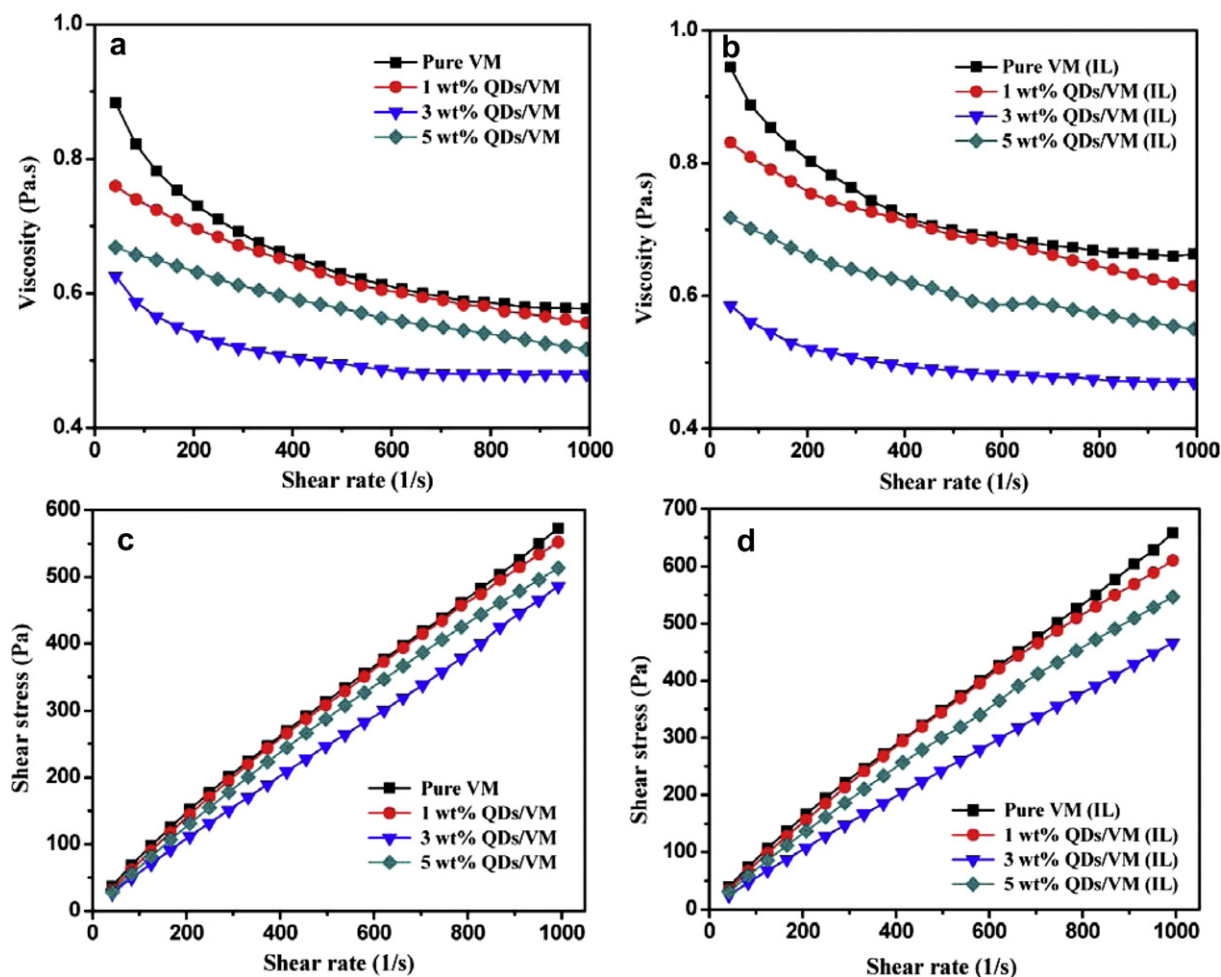 a
Pure VM
1 wt% QDs/VM
3 wt% QDs/VM
5 wt% QDs/VM
Viscosity (Pa.s)
1.0
0.8
0.6
0.4
0 200 400 600 800 1000
Shear rate (1/s)
b
Pure VM (IL)
1 wt% QDs/VM (IL)
3 wt% QDs/VM (IL)
5 wt% QDs/VM (IL)
Viscosity (Pa.s)
1.0
0.8
0.6
0.4
0 200 400 600 800 1000
Shear rate (1/s)
c
Pure VM
1 wt% QDs/VM
3 wt% QDs/VM
5 wt% QDs/VM
Shear stress (Pa)
600
500
400
300
200
100
0
0 200 400 600 800 1000
Shear rate (1/s)
d
Pure VM (IL)
1 wt% QDs/VM (IL)
3 wt% QDs/VM (IL)
5 wt% QDs/VM (IL)
Shear stress (Pa)
700
600
500
400
300
200
100
0
0 200 400 600 800 1000
Shear rate (1/s)